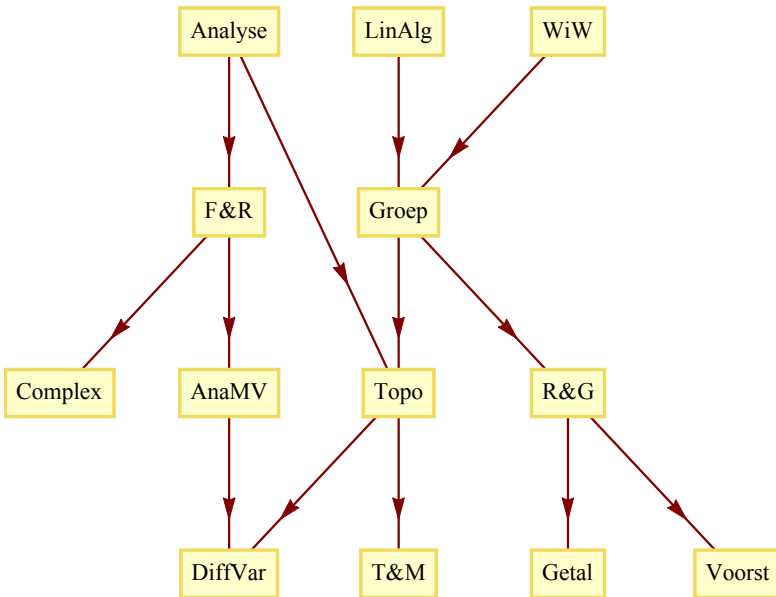 Analyse
LinAlg
WiW
F&R
Groep
Complex
AnaMV
Topo
R&G
DiffVar
T&M
Getal
Voorst